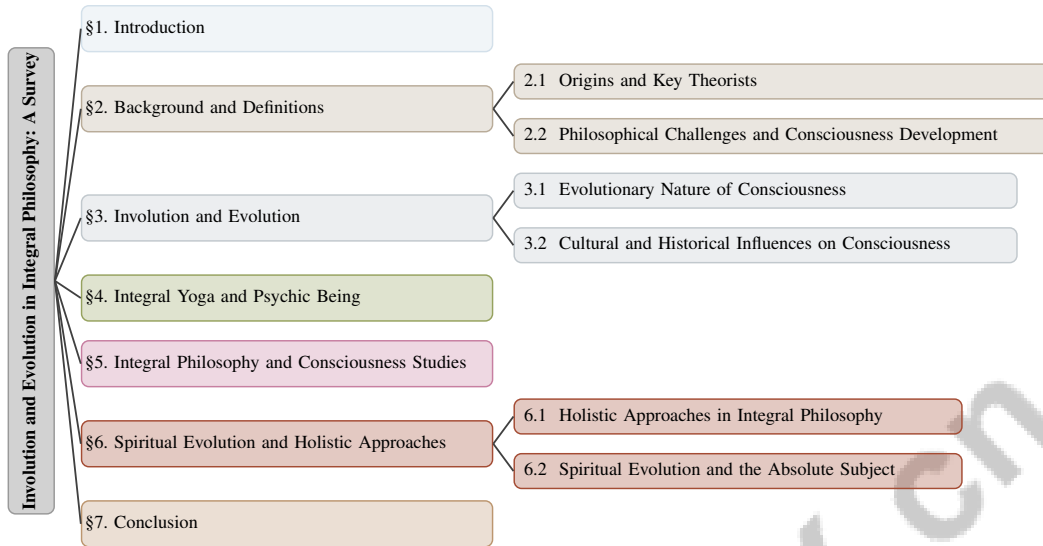 Involution and Evolution in Integral Philosophy: A Survey
§1. Introduction
§2. Background and Definitions
2.1 Origins and Key Theorists
2.2 Philosophical Challenges and Consciousness Development
§3. Involution and Evolution
3.1 Evolutionary Nature of Consciousness
3.2 Cultural and Historical Influences on Consciousness
§4. Integral Yoga and Psychic Being
§5. Integral Philosophy and Consciousness Studies
§6. Spiritual Evolution and Holistic Approaches
6.1 Holistic Approaches in Integral Philosophy
6.2 Spiritual Evolution and the Absolute Subject
§7. Conclusion
cn